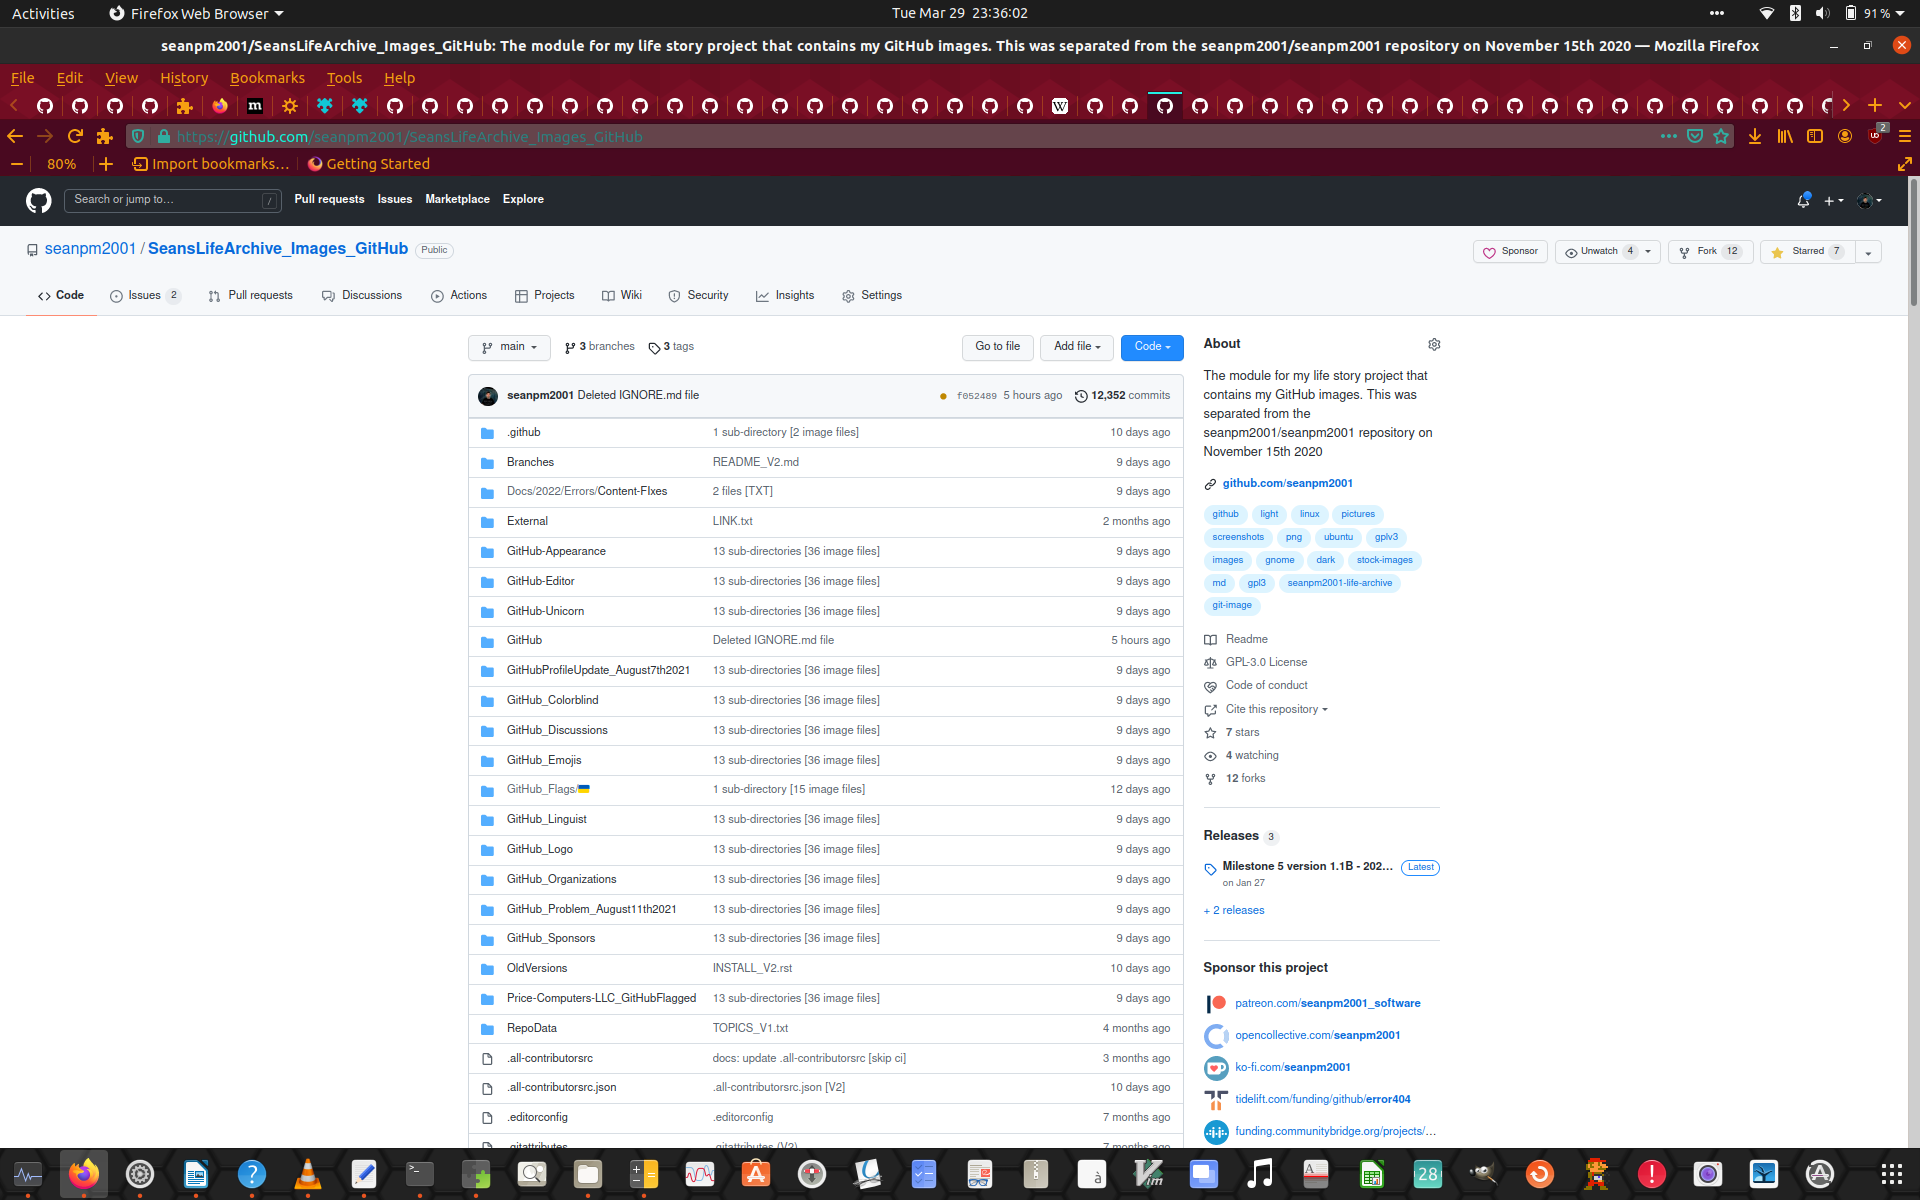 Activities
Firefox Web Browser
Tue Mar 29 23:36:02
91 %
seanpm2001/SeansLifeArchive_Images_GitHub: The module for my life story project that contains my GitHub images. This was separated from the seanpm2001/seanpm2001 repository on November 15th 2020 — Mozilla Firefox
File Edit View History Bookmarks Tools Help
https://github.com/seanpm2001/SeansLifeArchive_Images_GitHub
2
80%
Import bookmarks...
Getting Started
Search or jump to... /
Pull requests Issues Marketplace Explore
seanpm2001 / SeansLifeArchive_Images_GitHub Public
Sponsor
Unwatch 4
Fork 12
Starred 7
Code
Issues 2
Pull requests
Discussions
Actions
Projects
Wiki
Security
Insights
Settings
main
3 branches
3 tags
Go to file
Add file
Code
seanpm2001 Deleted IGNORE.md file f052489 5 hours ago 12,352 commits
.github 1 sub-directory [2 image files] 10 days ago
Branches README_V2.md 9 days ago
Docs/2022/Errors/Content-FIxes 2 files [TXT] 9 days ago
External LINK.txt 2 months ago
GitHub-Appearance 13 sub-directories [36 image files] 9 days ago
GitHub-Editor 13 sub-directories [36 image files] 9 days ago
GitHub-Unicorn 13 sub-directories [36 image files] 9 days ago
GitHub Deleted IGNORE.md file 5 hours ago
GitHubProfileUpdate_August7th2021 13 sub-directories [36 image files] 9 days ago
GitHub_Colorblind 13 sub-directories [36 image files] 9 days ago
GitHub_Discussions 13 sub-directories [36 image files] 9 days ago
GitHub_Emojis 13 sub-directories [36 image files] 9 days ago
GitHub_Flags/🇺🇦 1 sub-directory [15 image files] 12 days ago
GitHub_Linguist 13 sub-directories [36 image files] 9 days ago
GitHub_Logo 13 sub-directories [36 image files] 9 days ago
GitHub_Organizations 13 sub-directories [36 image files] 9 days ago
GitHub_Problem_August11th2021 13 sub-directories [36 image files] 9 days ago
GitHub_Sponsors 13 sub-directories [36 image files] 9 days ago
OldVersions INSTALL_V2.rst 10 days ago
Price-Computers-LLC_GitHubFlagged 13 sub-directories [36 image files] 9 days ago
RepoData TOPICS_V1.txt 4 months ago
.all-contributorsrc docs: update .all-contributorsrc [skip ci] 3 months ago
.all-contributorsrc.json .all-contributorsrc.json [V2] 10 days ago
.editorconfig .editorconfig 7 months ago
.gitattributes .gitattributes (V2) 7 months ago
About
The module for my life story project that
contains my GitHub images. This was
separated from the
seanpm2001/seanpm2001 repository on
November 15th 2020
github.com/seanpm2001
github light linux pictures
screenshots png ubuntu gplv3
images gnome dark stock-images
md gpl3 seanpm2001-life-archive
git-image
Readme
GPL-3.0 License
Code of conduct
Cite this repository
7 stars
4 watching
12 forks
Releases 3
Milestone 5 version 1.1B - 202... Latest
on Jan 27
+ 2 releases
Sponsor this project
patreon.com/seanpm2001_software
opencollective.com/seanpm2001
ko-fi.com/seanpm2001
tidelift.com/funding/github/error404
funding.communitybridge.org/projects/...
28